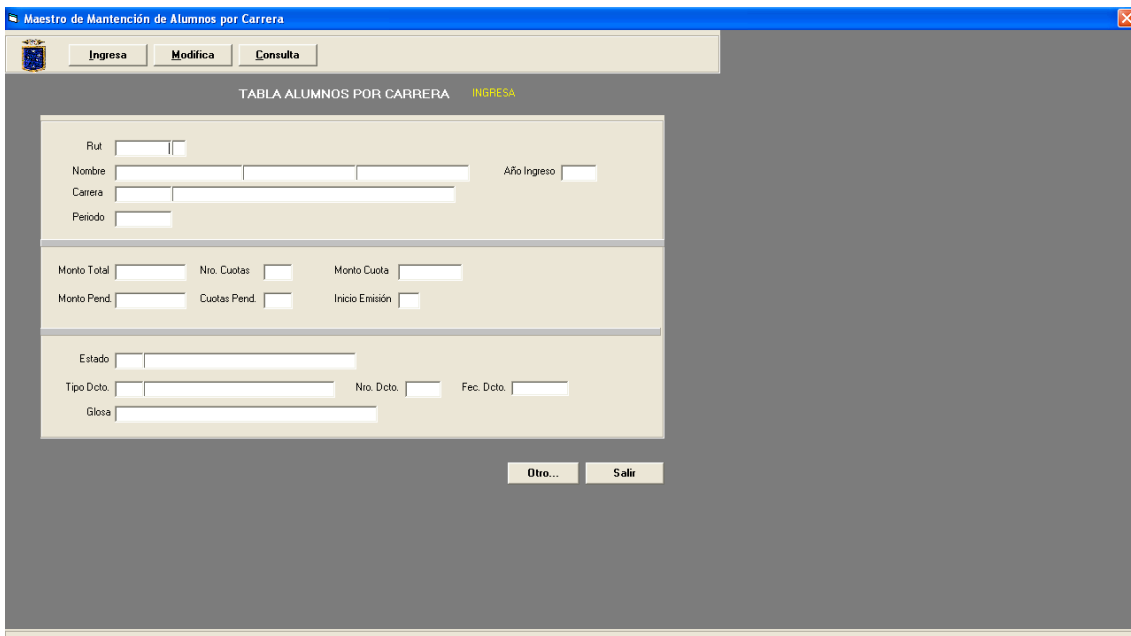 Maestro de Mantención de Alumnos por Carrera
Ingresa Modifica Consulta
TABLA ALUMNOS POR CARRERA INGRESA
Rut
Nombre Año Ingreso
Carrera
Periodo
Monto Total Nro. Cuotas Monto Cuota
Monto Pend. Cuotas Pend. Inicio Emisión
Estado
Tipo Dcto. Nro. Dcto. Fec. Dcto.
Glosa
Otro... Salir